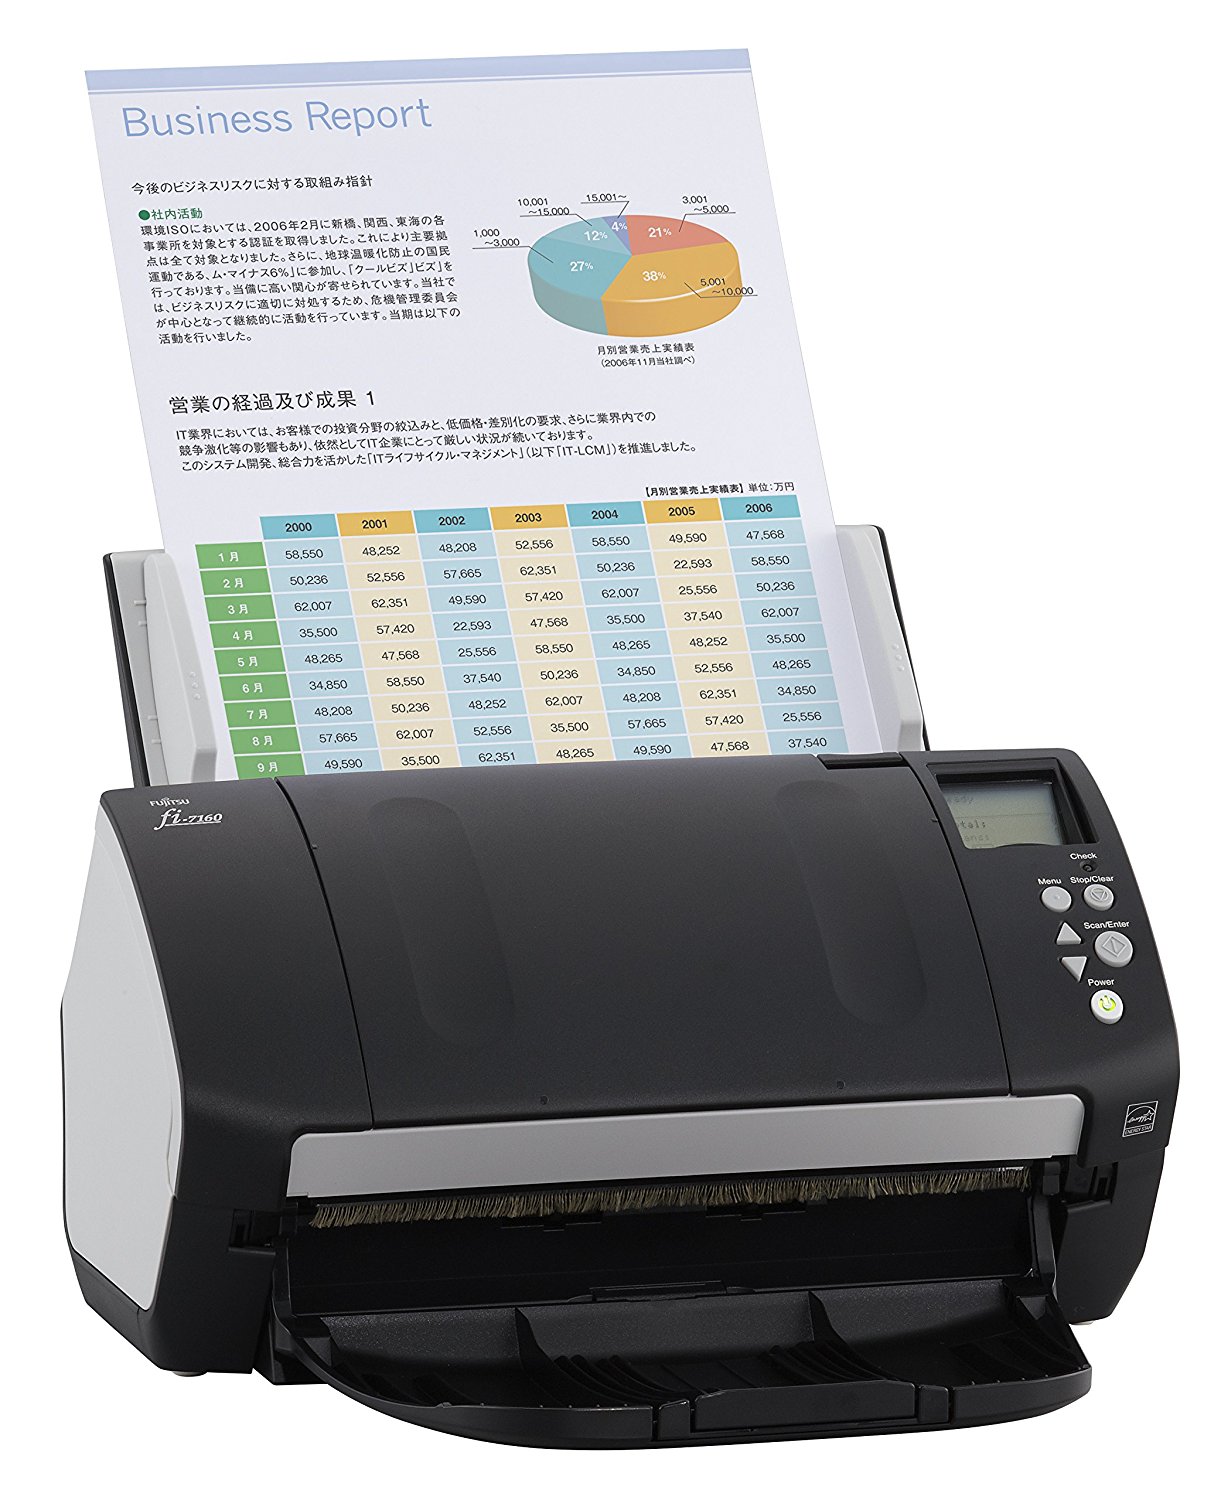 Business Report
今後のビジネスリスクに対する取組み指針
●社内活動
環境ISOにおいては、2006年2月に新橋、関西、東海の各
事業所を対象とする認証を取得しました。これにより主要拠
点は全て対象となりました。さらに、地球温暖化防止の国民
運動である、ム・マイナス6%」に参加し、「クールビズ」ビズ」を
行っております。当備に高い関心が寄せられています。当社で
は、ビジネスリスクに適切に対処するため、危機管理委員会
が中心となって継続的に活動を行っています。当期は以下の
活動を行いました。
10,001
～15,000
15,001～
3,001
～5,000
1,000
～3,000
12%
4%
21%
27%
38%
5,001
～10,000
月別営業売上実績表
(2006年11月当社調べ)
営業の経過及び成果 1
IT業界においては、お客様での投資分野の絞込みと、低価格・差別化の要求、さらに業界内での
競争激化等の影響もあり、依然としてIT企業にとって厳しい状況が続いております。
このシステム開発、総合力を活かした「ITライフサイクル・マネジメント」(以下「IT-LCM」)を推進しました。
【月別営業売上実績表】 単位：万円
2000 2001 2002 2003 2004 2005 2006
1月 58,550 48,252 48,208 52,556 58,550 49,590 47,568
2月 50,236 52,556 57,665 62,351 50,236 22,593 58,550
3月 62,007 62,351 49,590 57,420 62,007 25,556 50,236
4月 35,500 57,420 22,593 47,568 35,500 37,540 62,007
5月 48,265 47,568 25,556 58,550 48,265 48,252 35,500
6月 34,850 58,550 37,540 50,236 34,850 52,556 48,265
7月 48,208 50,236 48,252 62,007 48,208 62,351 34,850
8月 57,665 62,007 52,556 35,500 57,665 57,420 25,556
9月 49,590 35,500 62,351 48,265 49,590 47,568 37,540
FUJITSU
fi-7160
Check
Menu Stop/Clear
Scan/Enter
Power
ENERGY STAR